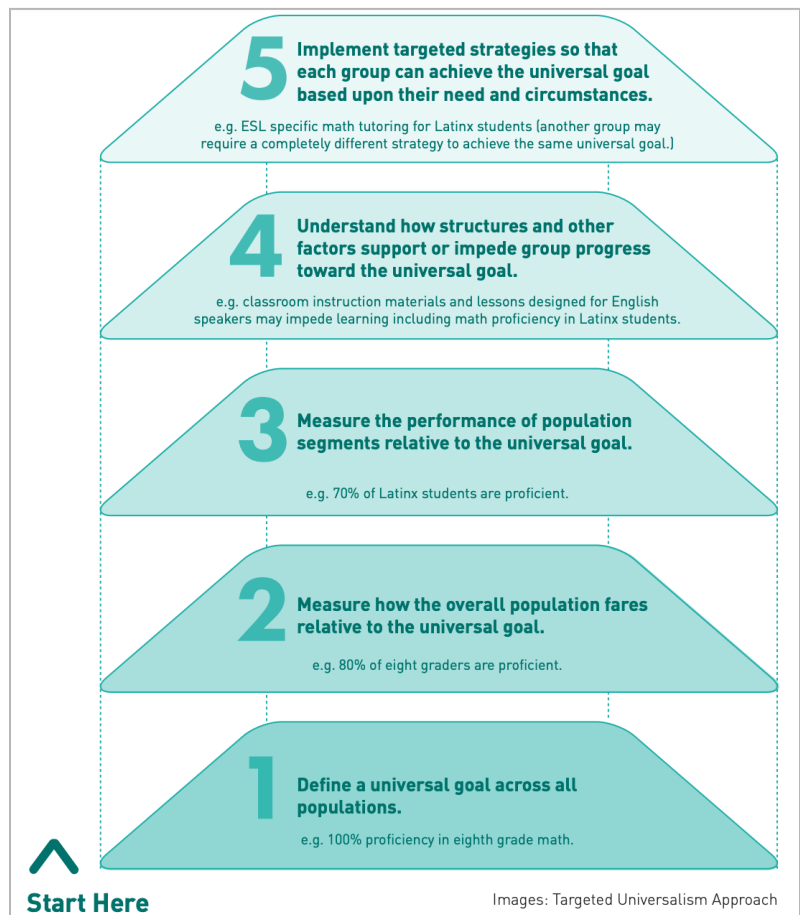 5
Implement targeted strategies so that
each group can achieve the universal goal
based upon their need and circumstances.
e.g. ESL specific math tutoring for Latinx students (another group may
require a completely different strategy to achieve the same universal goal.)
4
Understand how structures and other
factors support or impede group progress
toward the universal goal.
e.g. classroom instruction materials and lessons designed for English
speakers may impede learning including math proficiency in Latinx students.
3
Measure the performance of population
segments relative to the universal goal.
e.g. 70% of Latinx students are proficient.
2
Measure how the overall population fares
relative to the universal goal.
e.g. 80% of eight graders are proficient.
1
Define a universal goal across all
populations.
e.g. 100% proficiency in eighth grade math.
Start Here
Images: Targeted Universalism Approach